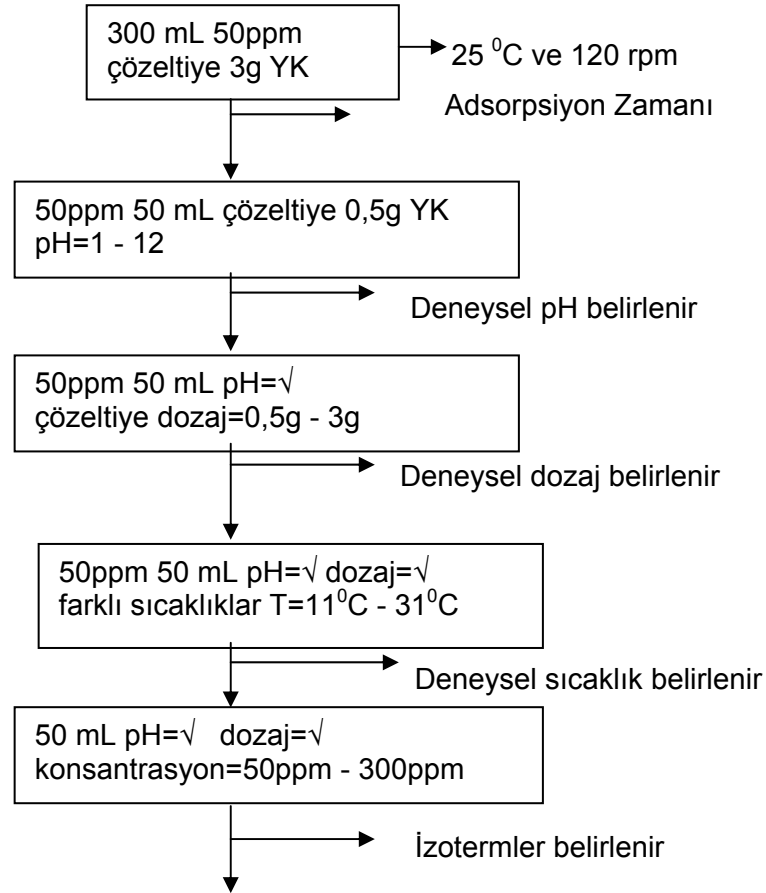 300 mL 50ppm
çözeltiye 3g YK
25 ⁰C ve 120 rpm
Adsorpsiyon Zamanı
50ppm 50 mL çözeltiye 0,5g YK
pH=1 - 12
Deneysel pH belirlenir
50ppm 50 mL pH=√
çözeltiye dozaj=0,5g - 3g
Deneysel dozaj belirlenir
50ppm 50 mL pH=√ dozaj=√
farklı sıcaklıklar T=11⁰C - 31⁰C
Deneysel sıcaklık belirlenir
50 mL pH=√ dozaj=√
konsantrasyon=50ppm - 300ppm
İzotermler belirlenir